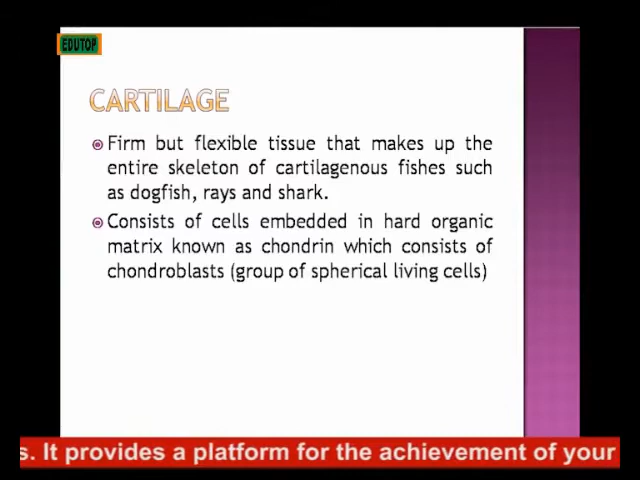 EDUTOP
CARTILAGE
Firm but flexible tissue that makes up the
entire skeleton of cartilagenous fishes such
as dogfish, rays and shark.
Consists of cells embedded in hard organic
matrix known as chondrin which consists of
chondroblasts (group of spherical living cells)
s. It provides a platform for the achievement of your